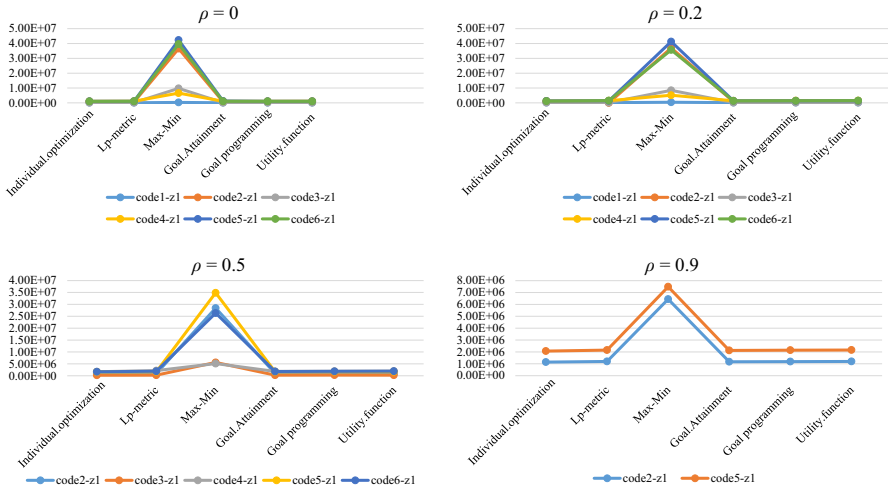 ρ = 0
5.00E+07
4.00E+07
3.00E+07
2.00E+07
1.00E+07
0.00E+00
Individual.optimization
Lp-metric
Max-Min
Goal.Attainment
Goal programming
Utility.function
code1-z1 code2-z1 code3-z1
code4-z1 code5-z1 code6-z1
ρ = 0.2
5.00E+07
4.00E+07
3.00E+07
2.00E+07
1.00E+07
0.00E+00
Individual.optimization
Lp-metric
Max-Min
Goal.Attainment
Goal programming
Utility.function
code1-z1 code2-z1 code3-z1
code4-z1 code5-z1 code6-z1
ρ = 0.5
4.00E+07
3.50E+07
3.00E+07
2.50E+07
2.00E+07
1.50E+07
1.00E+07
5.00E+06
0.00E+00
Individual.optimization
Lp-metric
Max-Min
Goal.Attainment
Goal programming
Utility.function
code2-z1 code3-z1 code4-z1 code5-z1 code6-z1
ρ = 0.9
8.00E+06
7.00E+06
6.00E+06
5.00E+06
4.00E+06
3.00E+06
2.00E+06
1.00E+06
0.00E+00
Individual.optimization
Lp-metric
Max-Min
Goal.Attainment
Goal programming
Utility.function
code2-z1 code5-z1